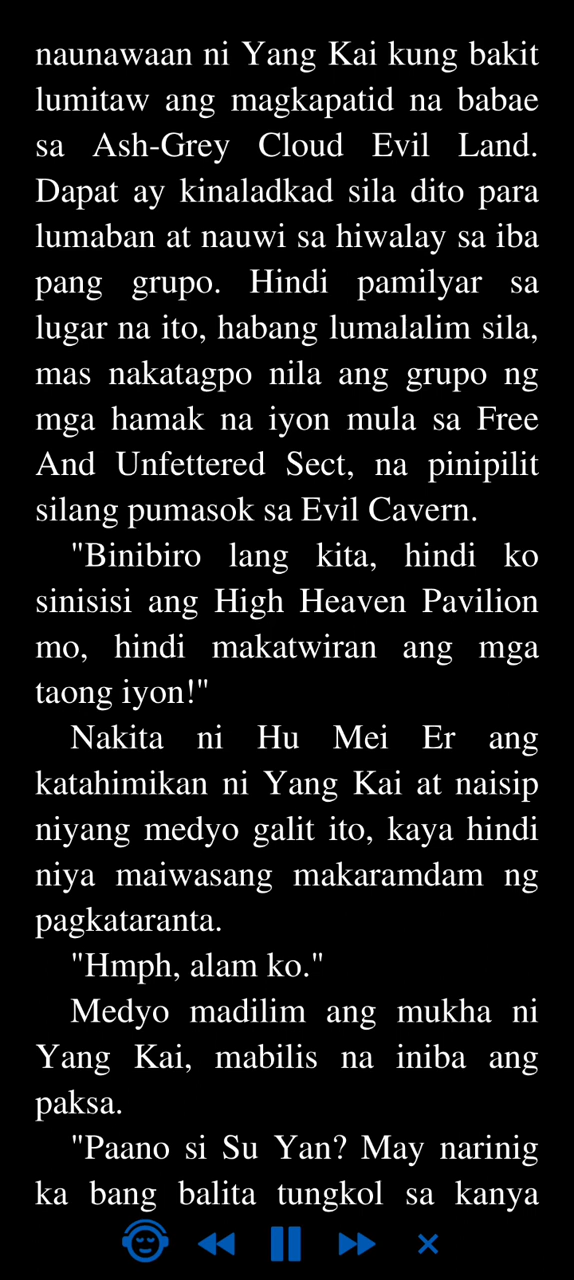 naunawaan ni Yang Kai kung bakit
lumitaw ang magkapatid na babae
sa Ash-Grey Cloud Evil Land.
Dapat ay kinaladkad sila dito para
lumaban at nauwi sa hiwalay sa iba
pang grupo. Hindi pamilyar sa
lugar na ito, habang lumalalim sila,
mas nakatagpo nila ang grupo ng
mga hamak na iyon mula sa Free
And Unfettered Sect, na pinipilit
silang pumasok sa Evil Cavern.
"Binibiro lang kita, hindi ko
sinisisi ang High Heaven Pavilion
mo, hindi makatwiran ang mga
taong iyon!"
Nakita ni Hu Mei Er ang
katahimikan ni Yang Kai at naisip
niyang medyo galit ito, kaya hindi
niya maiwasang makaramdam ng
pagkataranta.
"Hmph, alam ko."
Medyo madilim ang mukha ni
Yang Kai, mabilis na iniba ang
paksa.
"Paano si Su Yan? May narinig
ka bang balita tungkol sa kanya